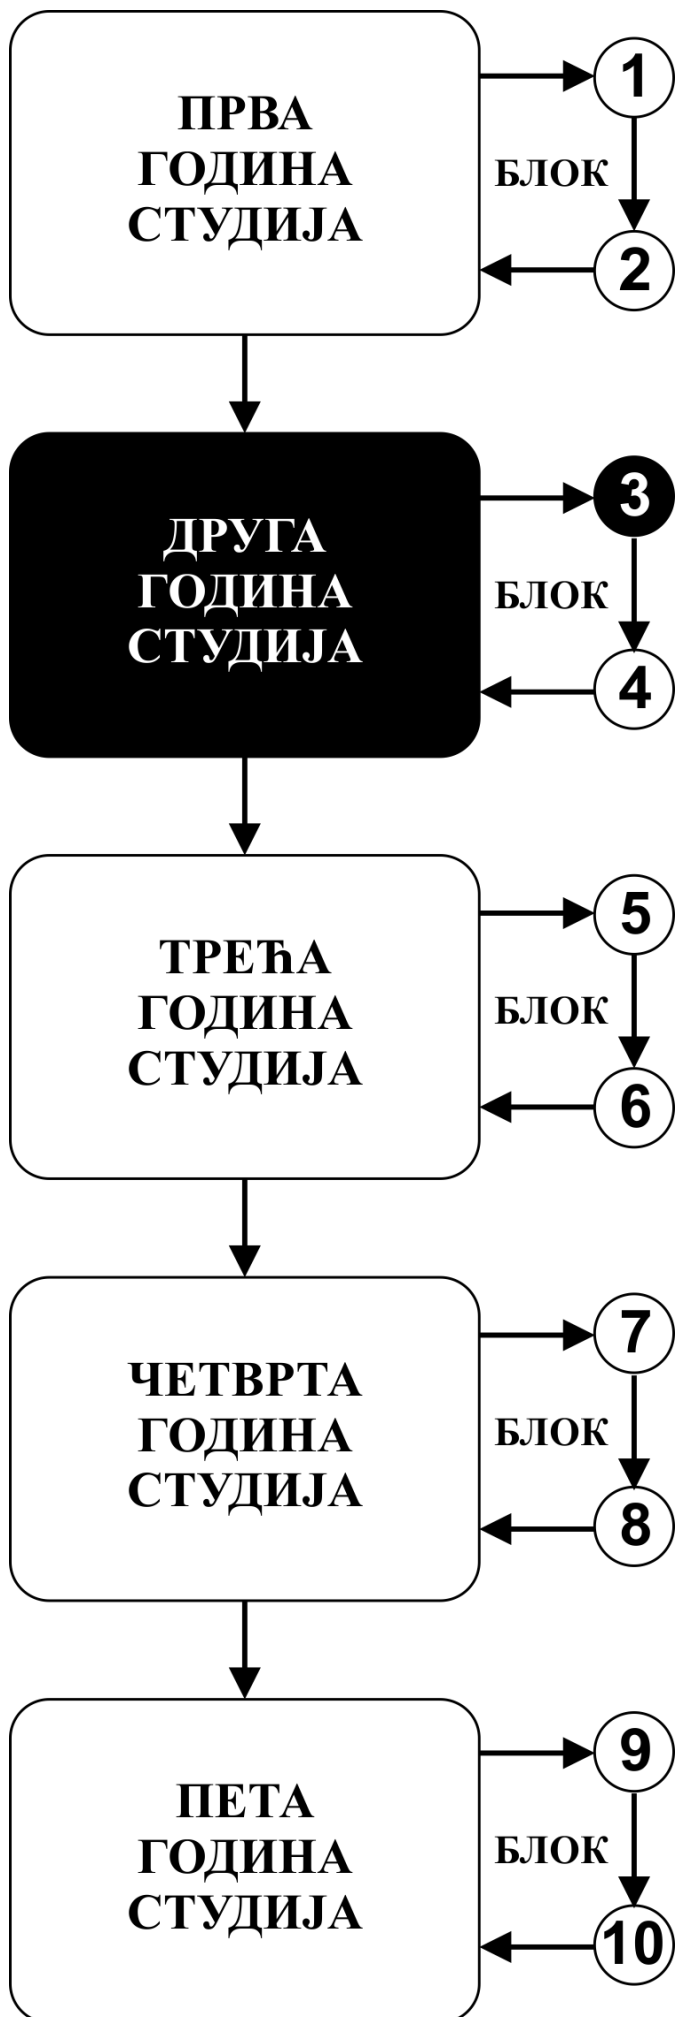 ПРВА
ГОДИНА
СТУДИЈА
1
БЛОК
2
ДРУГА
ГОДИНА
СТУДИЈА
3
БЛОК
4
ТРЕЋА
ГОДИНА
СТУДИЈА
5
БЛОК
6
ЧЕТВРТА
ГОДИНА
СТУДИЈА
7
БЛОК
8
ПЕТА
ГОДИНА
СТУДИЈА
9
БЛОК
10